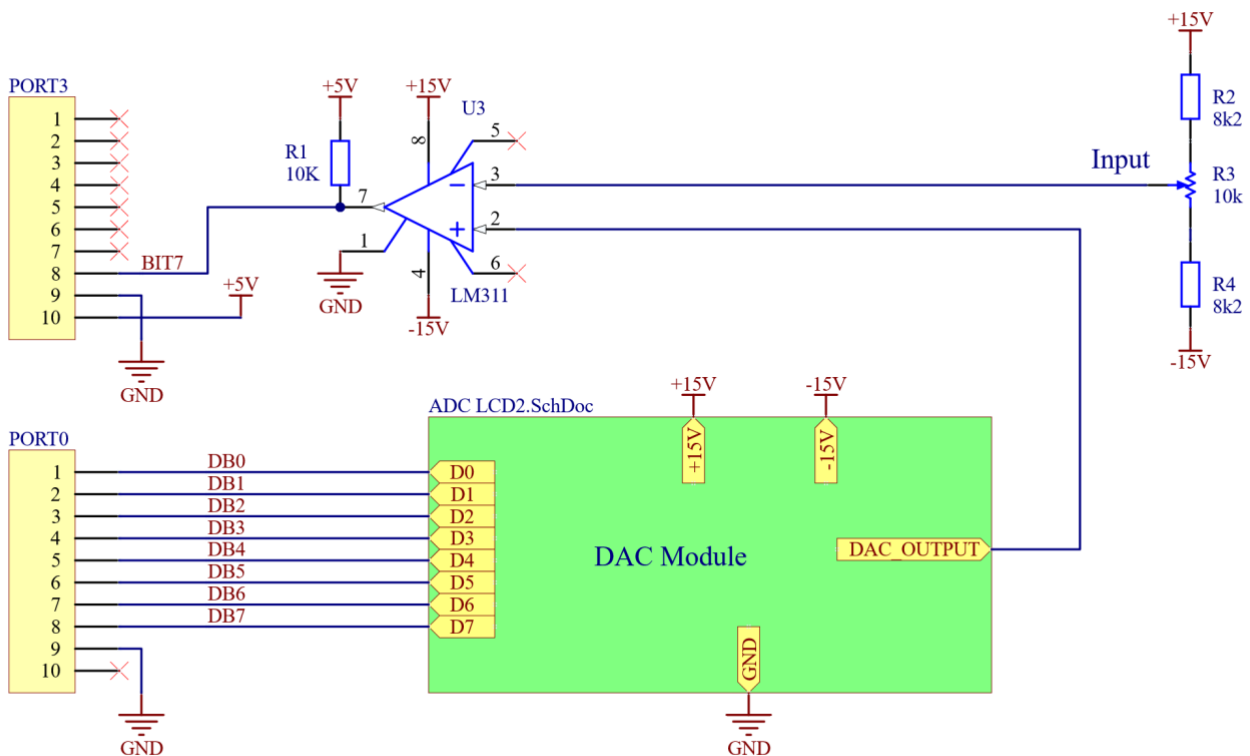 +15V
R2
8k2
Input
R3
10k
R4
8k2
-15V
PORT3
1
2
3
4
5
6
7
8
9
10
BIT7
+5V
GND
+5V
R1
10K
7
1
GND
+15V
8
U3
5
3
2
6
4
LM311
-15V
−
+
PORT0
1
2
3
4
5
6
7
8
9
10
DB0
DB1
DB2
DB3
DB4
DB5
DB6
DB7
GND
ADC LCD2.SchDoc
D0
D1
D2
D3
D4
D5
D6
D7
+15V
-15V
+15V
-15V
DAC Module
DAC_OUTPUT
GND
GND